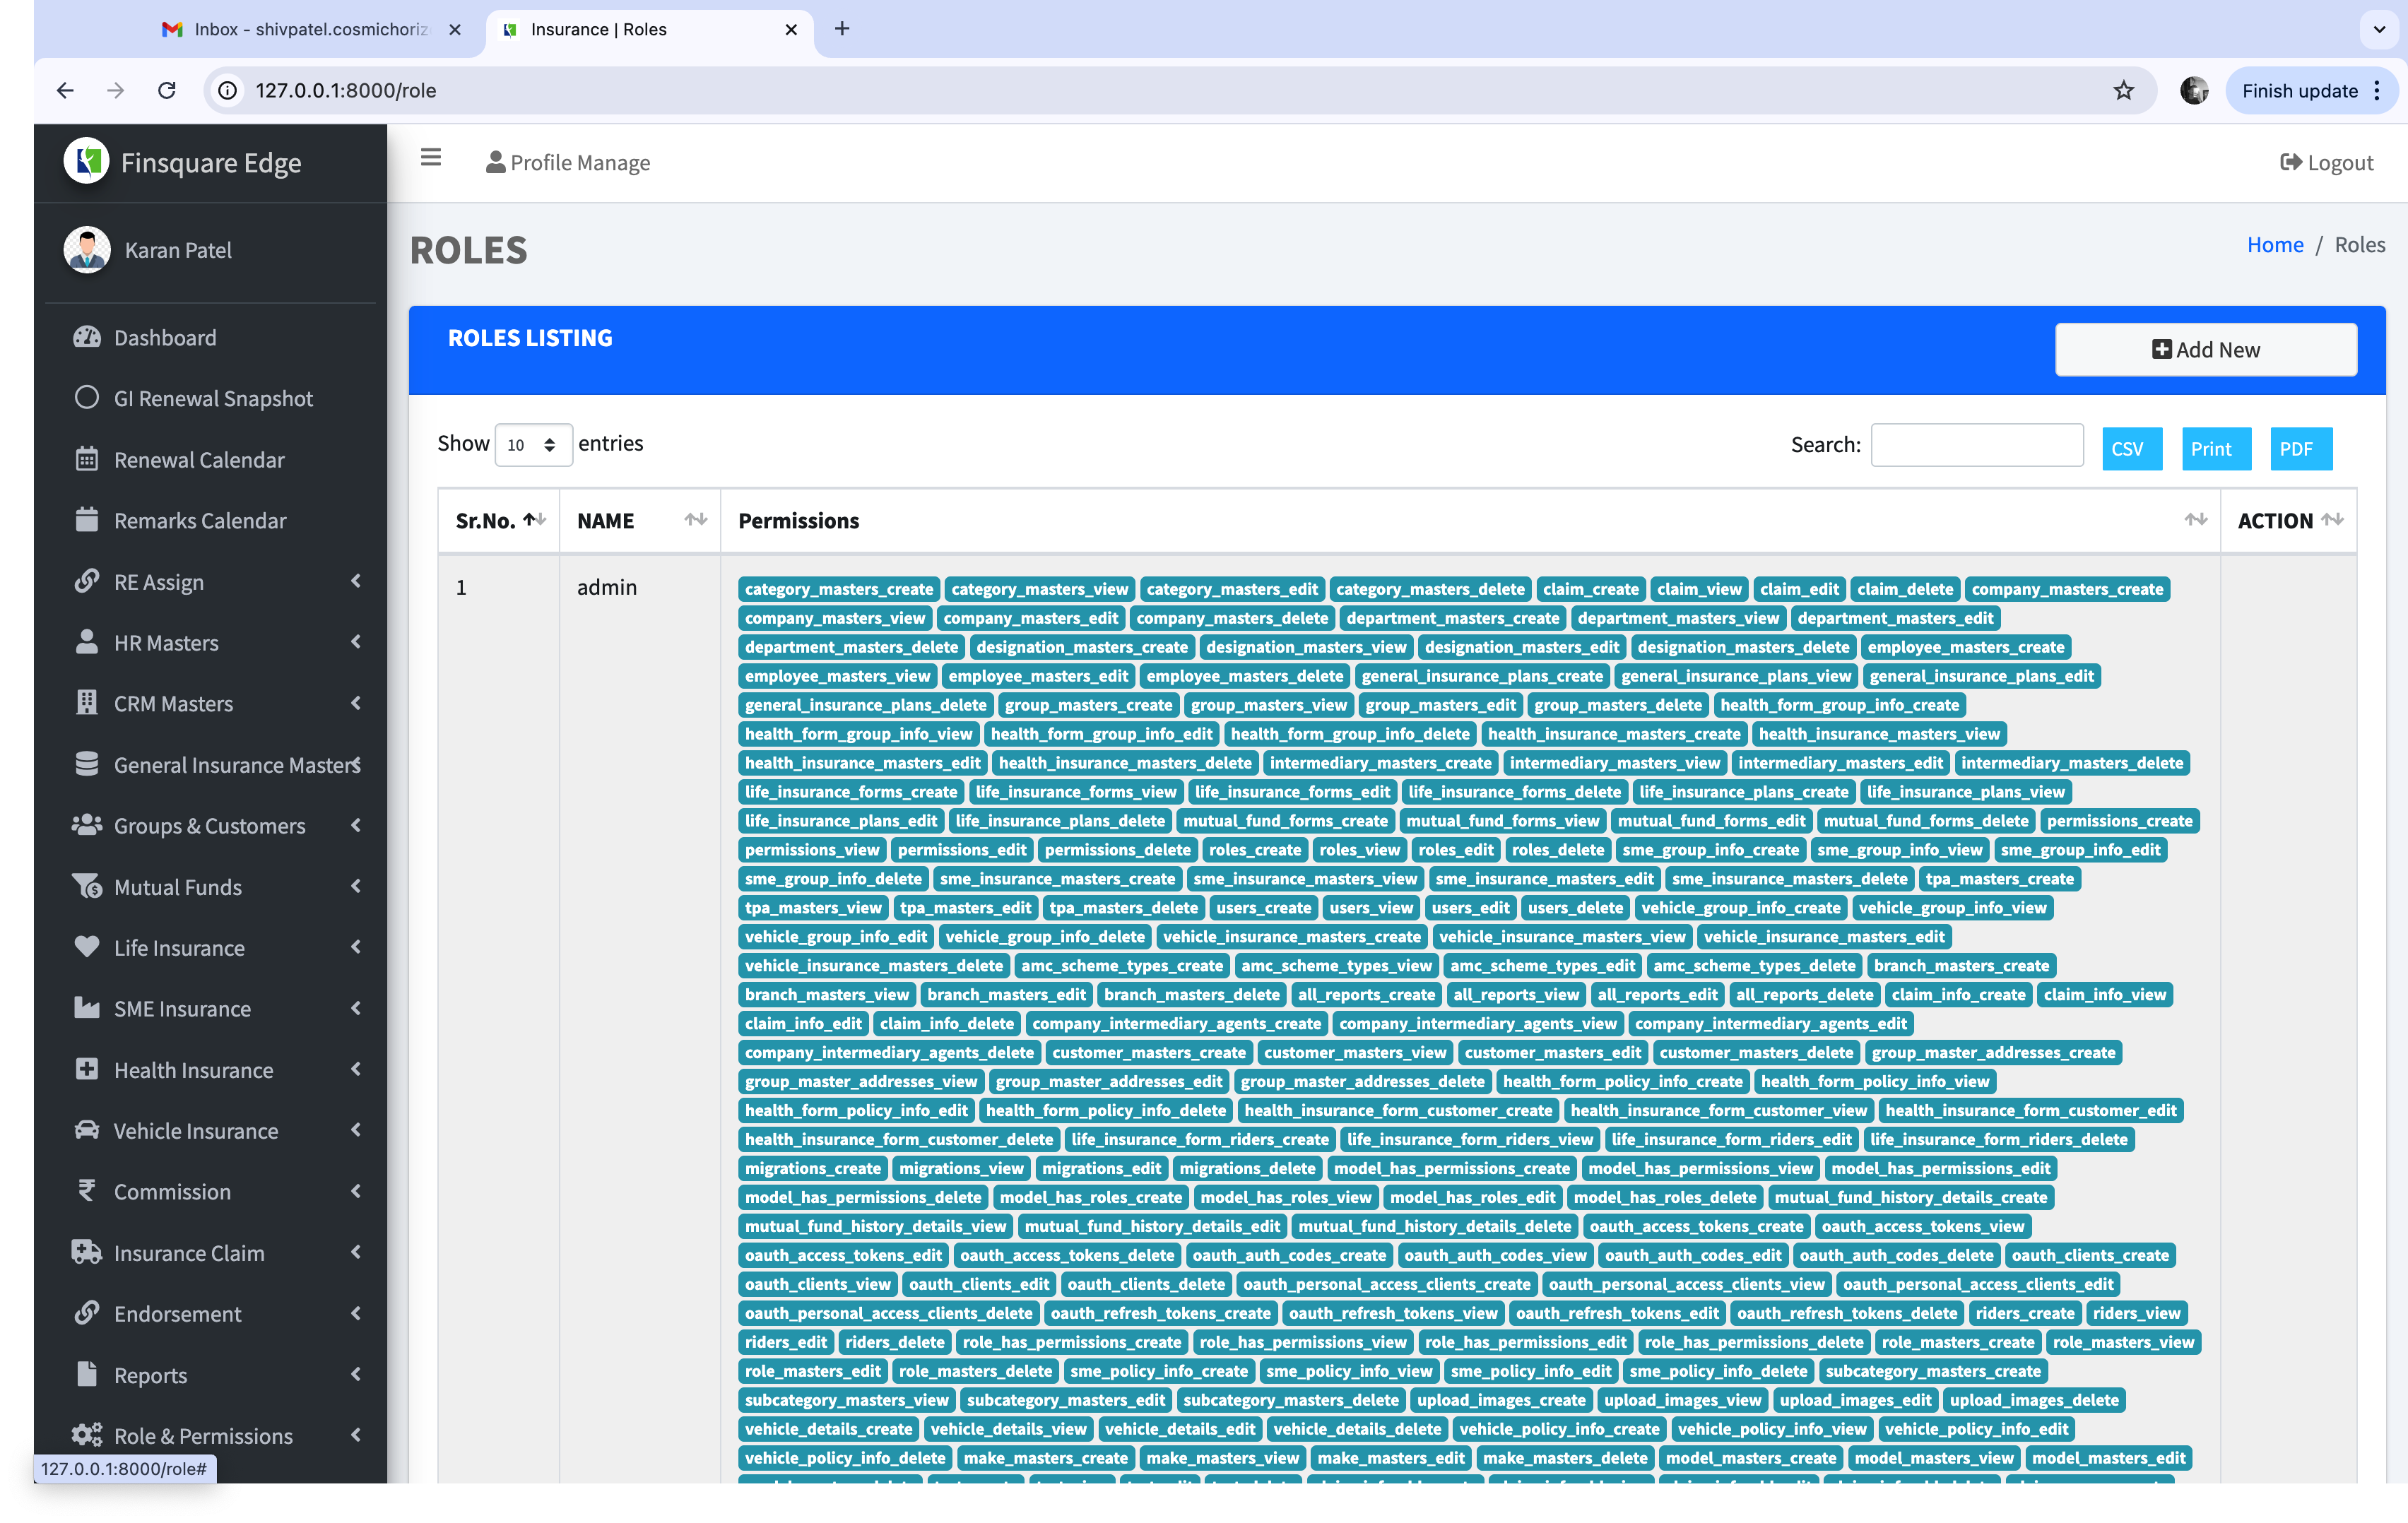 Inbox - shivpatel.cosmichoriz
Insurance | Roles
127.0.0.1:8000/role
Finish update
Finsquare Edge
Profile Manage
Logout
Karan Patel
ROLES
Home / Roles
Dashboard
GI Renewal Snapshot
Renewal Calendar
Remarks Calendar
RE Assign
HR Masters
CRM Masters
General Insurance Masters
Groups & Customers
Mutual Funds
Life Insurance
SME Insurance
Health Insurance
Vehicle Insurance
Commission
Insurance Claim
Endorsement
Reports
Role & Permissions
127.0.0.1:8000/role#
ROLES LISTING
Add New
Show 10 entries
Search:
CSV Print PDF
Sr.No. NAME Permissions ACTION
1 admin
category_masters_create category_masters_view category_masters_edit category_masters_delete claim_create claim_view claim_edit claim_delete company_masters_create
company_masters_view company_masters_edit company_masters_delete department_masters_create department_masters_view department_masters_edit
department_masters_delete designation_masters_create designation_masters_view designation_masters_edit designation_masters_delete employee_masters_create
employee_masters_view employee_masters_edit employee_masters_delete general_insurance_plans_create general_insurance_plans_view general_insurance_plans_edit
general_insurance_plans_delete group_masters_create group_masters_view group_masters_edit group_masters_delete health_form_group_info_create
health_form_group_info_view health_form_group_info_edit health_form_group_info_delete health_insurance_masters_create health_insurance_masters_view
health_insurance_masters_edit health_insurance_masters_delete intermediary_masters_create intermediary_masters_view intermediary_masters_edit intermediary_masters_delete
life_insurance_forms_create life_insurance_forms_view life_insurance_forms_edit life_insurance_forms_delete life_insurance_plans_create life_insurance_plans_view
life_insurance_plans_edit life_insurance_plans_delete mutual_fund_forms_create mutual_fund_forms_view mutual_fund_forms_edit mutual_fund_forms_delete permissions_create
permissions_view permissions_edit permissions_delete roles_create roles_view roles_edit roles_delete sme_group_info_create sme_group_info_view sme_group_info_edit
sme_group_info_delete sme_insurance_masters_create sme_insurance_masters_view sme_insurance_masters_edit sme_insurance_masters_delete tpa_masters_create
tpa_masters_view tpa_masters_edit tpa_masters_delete users_create users_view users_edit users_delete vehicle_group_info_create vehicle_group_info_view
vehicle_group_info_edit vehicle_group_info_delete vehicle_insurance_masters_create vehicle_insurance_masters_view vehicle_insurance_masters_edit
vehicle_insurance_masters_delete amc_scheme_types_create amc_scheme_types_view amc_scheme_types_edit amc_scheme_types_delete branch_masters_create
branch_masters_view branch_masters_edit branch_masters_delete all_reports_create all_reports_view all_reports_edit all_reports_delete claim_info_create claim_info_view
claim_info_edit claim_info_delete company_intermediary_agents_create company_intermediary_agents_view company_intermediary_agents_edit
company_intermediary_agents_delete customer_masters_create customer_masters_view customer_masters_edit customer_masters_delete group_master_addresses_create
group_master_addresses_view group_master_addresses_edit group_master_addresses_delete health_form_policy_info_create health_form_policy_info_view
health_form_policy_info_edit health_form_policy_info_delete health_insurance_form_customer_create health_insurance_form_customer_view health_insurance_form_customer_edit
health_insurance_form_customer_delete life_insurance_form_riders_create life_insurance_form_riders_view life_insurance_form_riders_edit life_insurance_form_riders_delete
migrations_create migrations_view migrations_edit migrations_delete model_has_permissions_create model_has_permissions_view model_has_permissions_edit
model_has_permissions_delete model_has_roles_create model_has_roles_view model_has_roles_edit model_has_roles_delete mutual_fund_history_details_create
mutual_fund_history_details_view mutual_fund_history_details_edit mutual_fund_history_details_delete oauth_access_tokens_create oauth_access_tokens_view
oauth_access_tokens_edit oauth_access_tokens_delete oauth_auth_codes_create oauth_auth_codes_view oauth_auth_codes_edit oauth_auth_codes_delete oauth_clients_create
oauth_clients_view oauth_clients_edit oauth_clients_delete oauth_personal_access_clients_create oauth_personal_access_clients_view oauth_personal_access_clients_edit
oauth_personal_access_clients_delete oauth_refresh_tokens_create oauth_refresh_tokens_view oauth_refresh_tokens_edit oauth_refresh_tokens_delete riders_create riders_view
riders_edit riders_delete role_has_permissions_create role_has_permissions_view role_has_permissions_edit role_has_permissions_delete role_masters_create role_masters_view
role_masters_edit role_masters_delete sme_policy_info_create sme_policy_info_view sme_policy_info_edit sme_policy_info_delete subcategory_masters_create
subcategory_masters_view subcategory_masters_edit subcategory_masters_delete upload_images_create upload_images_view upload_images_edit upload_images_delete
vehicle_details_create vehicle_details_view vehicle_details_edit vehicle_details_delete vehicle_policy_info_create vehicle_policy_info_view vehicle_policy_info_edit
vehicle_policy_info_delete make_masters_create make_masters_view make_masters_edit make_masters_delete model_masters_create model_masters_view model_masters_edit